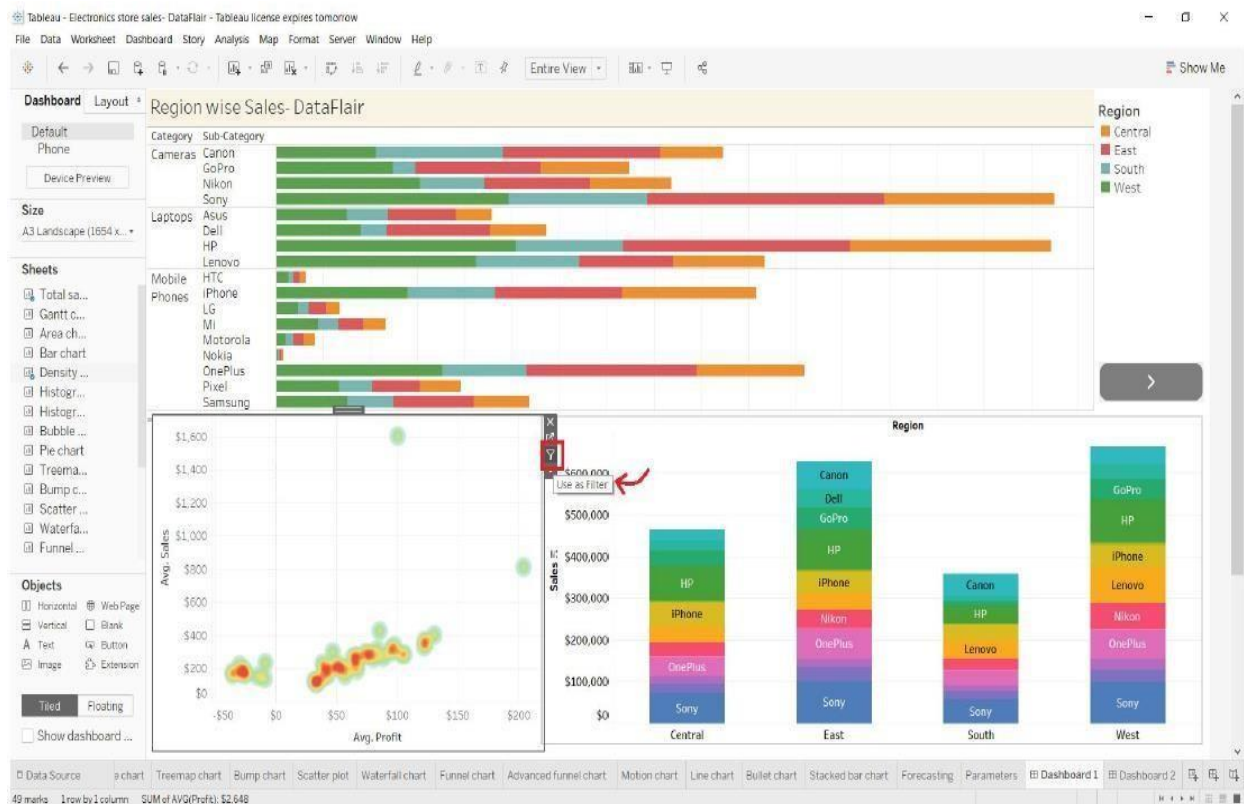 Tableau - Electronics store sales- DataFlair - Tableau license expires tomorrow
File Data Worksheet Dashboard Story Analysis Map Format Server Window Help
Entire View
Show Me
Dashboard Layout
Default
Phone
Device Preview
Size
A3 Landscape (1654 x...
Sheets
Total sa...
Gantt c...
Area ch...
Bar chart
Density ...
Histogr...
Histogr...
Bubble ...
Pie chart
Treema...
Bump c...
Scatter ...
Waterfa...
Funnel ...
Objects
Horizontal Web Page
Vertical Blank
A Text Button
Image Extension
Tiled Floating
Show dashboard ...
Region wise Sales- DataFlair
Category Sub-Category
Cameras Canon
GoPro
Nikon
Sony
Laptops Asus
Dell
HP
Lenovo
Mobile Phones HTC
iPhone
LG
Mi
Motorola
Nokia
OnePlus
Pixel
Samsung
Region
Central
East
South
West
Avg. Sales
$1,600
$1,400
$1,200
$1,000
$800
$600
$400
$200
$0
-$50 $0 $50 $100 $150 $200
Avg. Profit
Use as Filter
Region
Sales
$600,000
$500,000
$400,000
$300,000
$200,000
$100,000
$0
HP
iPhone
OnePlus
Sony
Central
Canon
Dell
GoPro
HP
iPhone
Nikon
OnePlus
Sony
East
Canon
HP
Lenovo
Sony
South
GoPro
HP
iPhone
Lenovo
Nikon
OnePlus
Sony
West
Data Source e chart Treemap chart Bump chart Scatter plot Waterfall chart Funnel chart Advanced funnel chart Motion chart Line chart Bullet chart Stacked bar chart Forecasting Parameters Dashboard 1 Dashboard 2
49 marks 1 row by 1 column SUM of AVG(Profit): $2,648